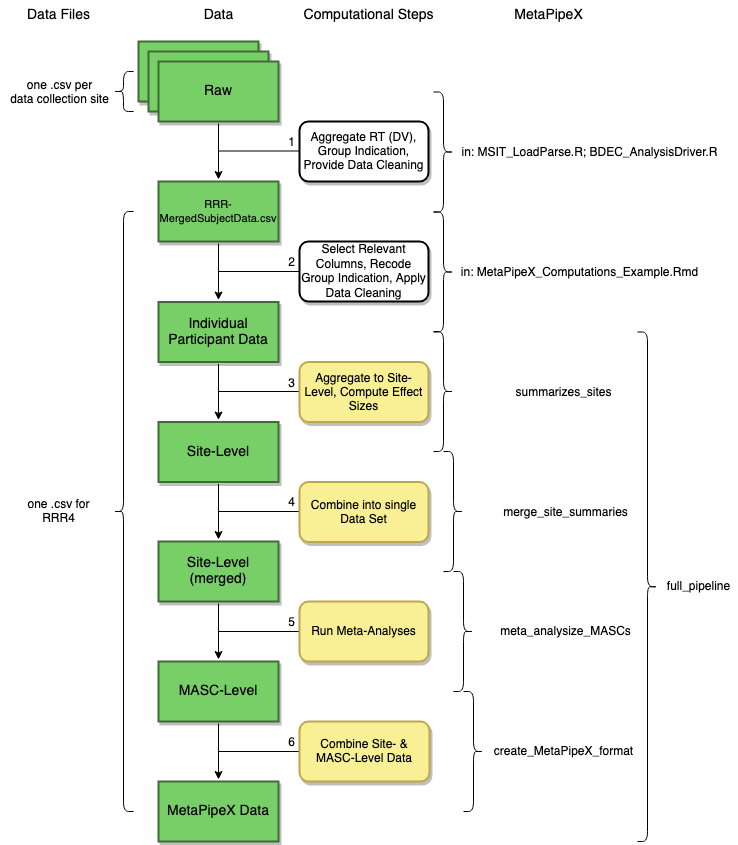 Data Files
Data
Computational Steps
MetaPipeX
one .csv per
data collection site
Raw
1
Aggregate RT (DV),
Group Indication,
Provide Data Cleaning
in: MSIT_LoadParse.R; BDEC_AnalysisDriver.R
RRR-
MergedSubjectData.csv
2
Select Relevant
Columns, Recode
Group Indication, Apply
Data Cleaning
in: MetaPipeX_Computations_Example.Rmd
Individual
Participant Data
3
Aggregate to Site-
Level, Compute Effect
Sizes
summarizes_sites
Site-Level
one .csv for
RRR4
4
Combine into single
Data Set
merge_site_summaries
Site-Level
(merged)
full_pipeline
5
Run Meta-Analyses
meta_analysize_MASCs
MASC-Level
6
Combine Site- &
MASC-Level Data
create_MetaPipeX_format
MetaPipeX Data